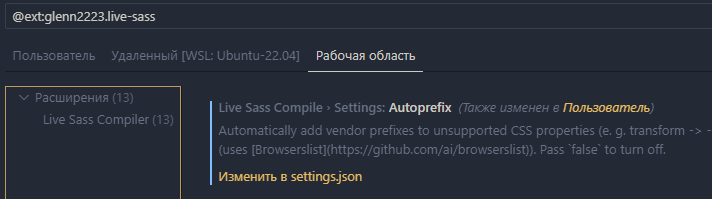 @ext:glenn2223.live-sass
Пользователь Удаленный [WSL: Ubuntu-22.04] Рабочая область
Расширения (13)
Live Sass Compiler (13)
Live Sass Compile › Settings: Autoprefix (Также изменен в Пользователь)
Automatically add vendor prefixes to unsupported CSS properties (e. g. transform -> -
(uses [Browserslist](https://github.com/ai/browserslist)). Pass `false` to turn off.
Изменить в settings.json